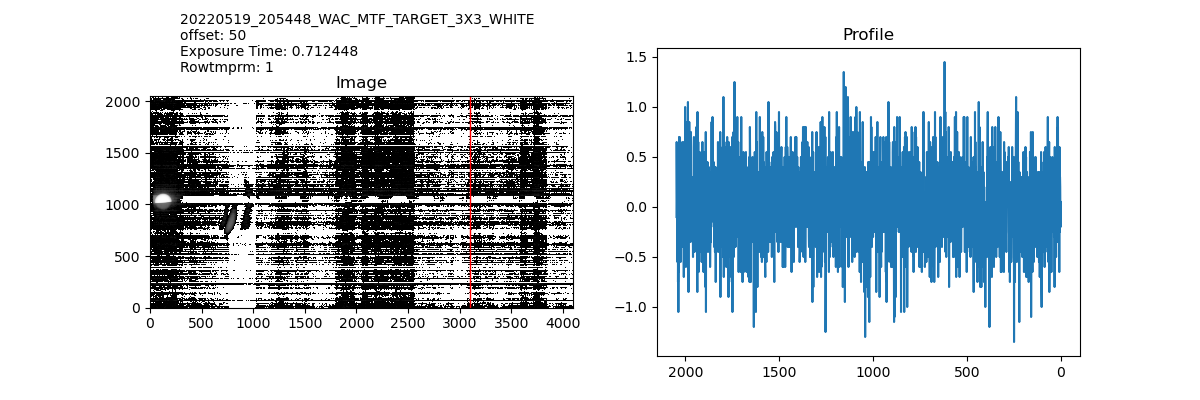 20220519_205448_WAC_MTF_TARGET_3X3_WHITE
offset: 50
Exposure Time: 0.712448
Rowtmprm: 1
Image
2000
1500
1000
500
0
0 500 1000 1500 2000 2500 3000 3500 4000
Profile
1.5
1.0
0.5
0.0
−0.5
−1.0
2000 1500 1000 500 0